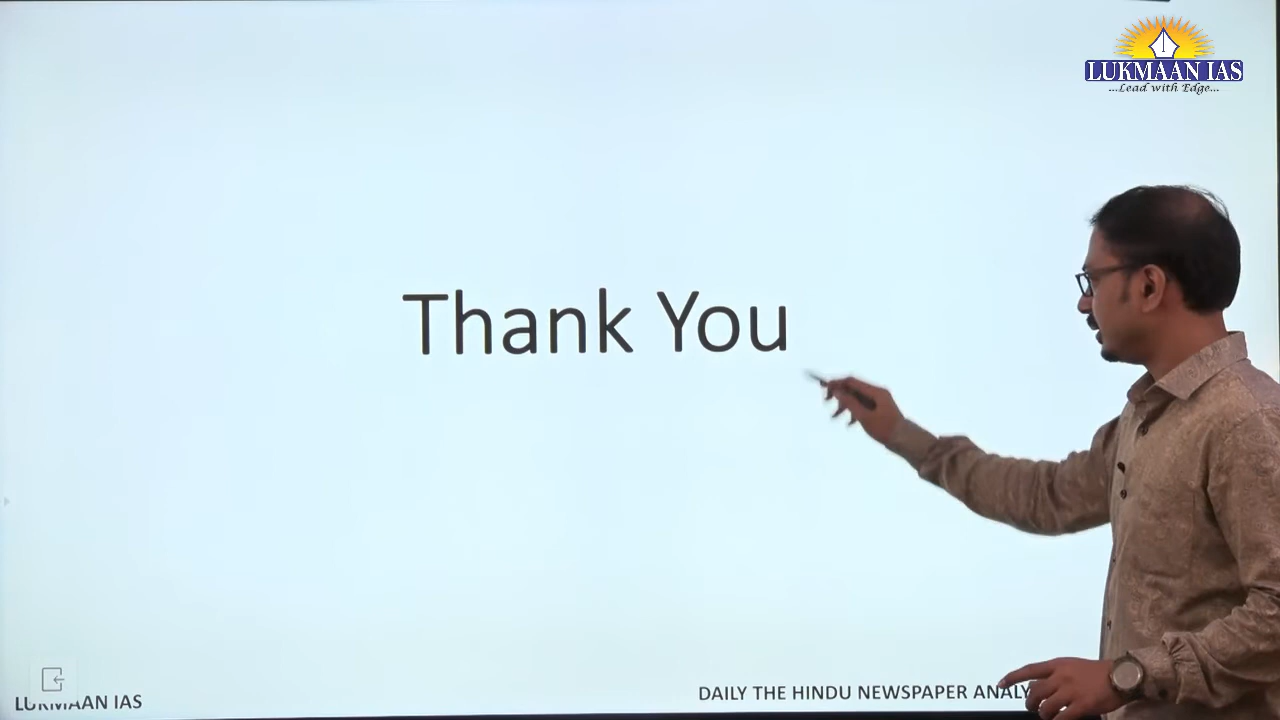 LUKMAAN IAS
...Lead with Edge...
Thank You
LUKMAAN IAS
DAILY THE HINDU NEWSPAPER ANALY